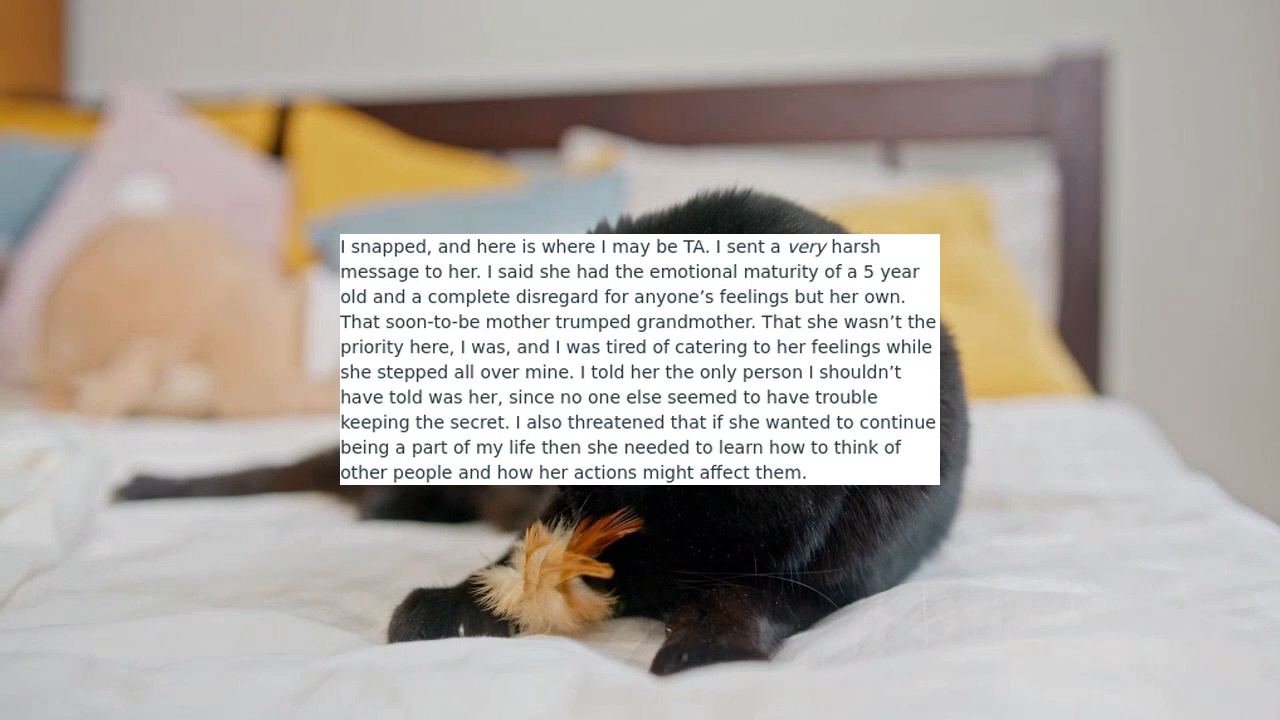 I snapped, and here is where I may be TA. I sent a very harsh
message to her. I said she had the emotional maturity of a 5 year
old and a complete disregard for anyone’s feelings but her own.
That soon-to-be mother trumped grandmother. That she wasn’t the
priority here, I was, and I was tired of catering to her feelings while
she stepped all over mine. I told her the only person I shouldn’t
have told was her, since no one else seemed to have trouble
keeping the secret. I also threatened that if she wanted to continue
being a part of my life then she needed to learn how to think of
other people and how her actions might affect them.